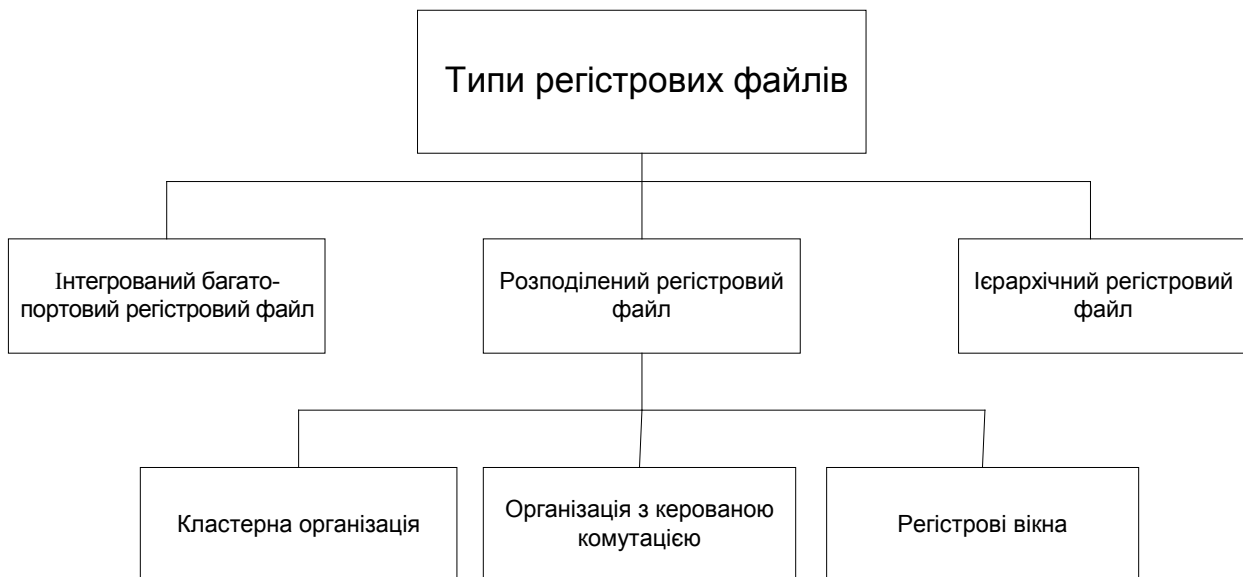 Типи регістрових файлів
Інтегрований багато-
портовий регістровий файл
Розподілений регістровий
файл
Ієрархічний регістровий
файл
Кластерна організація
Організація з керованою
комутацією
Регістрові вікна